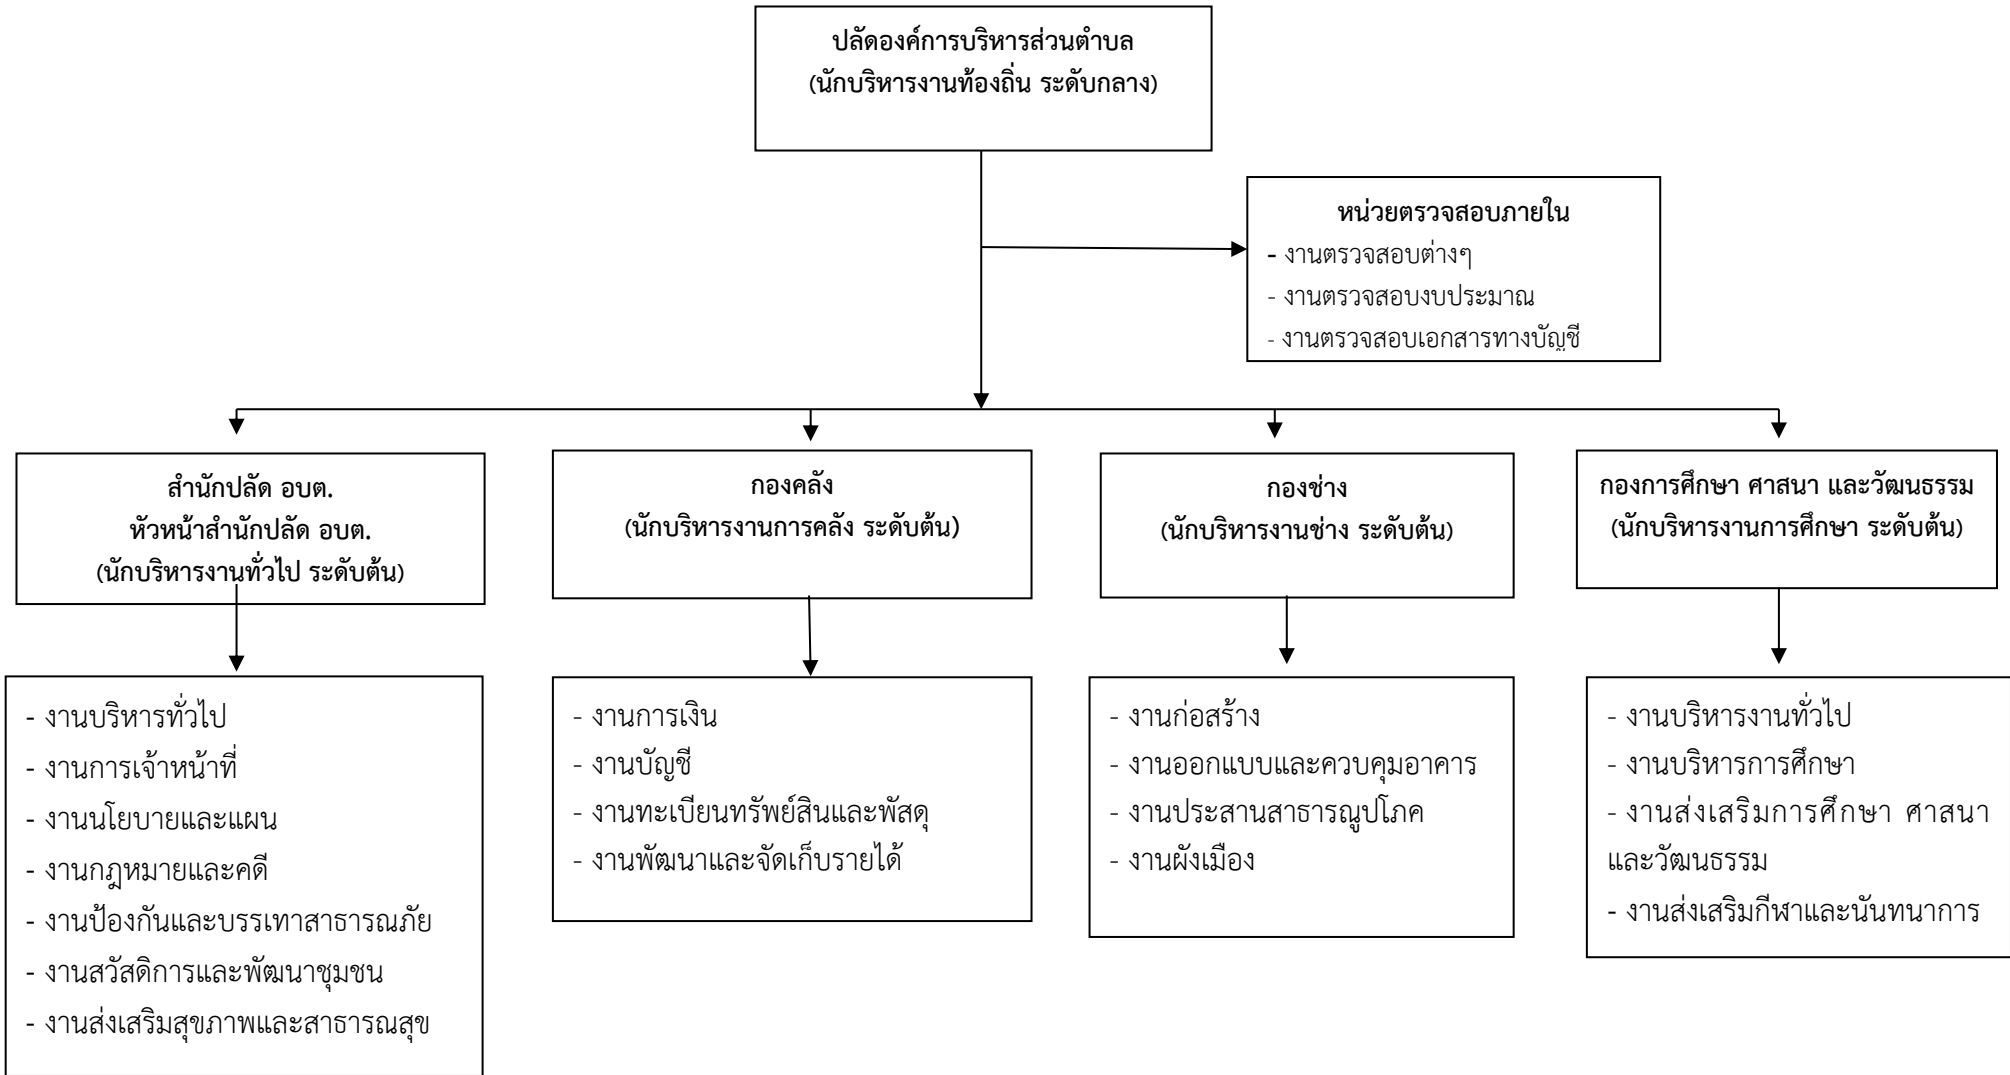 ปลัดองค์การบริหารส่วนตำบล
(นักบริหารงานท้องถิ่น ระดับกลาง)
หน่วยตรวจสอบภายใน
- งานตรวจสอบต่างๆ
- งานตรวจสอบงบประมาณ
- งานตรวจสอบเอกสารทางบัญชี
สำนักปลัด อบต.
หัวหน้าสำนักปลัด อบต.
(นักบริหารงานทั่วไป ระดับต้น)
กองคลัง
(นักบริหารงานการคลัง ระดับต้น)
กองช่าง
(นักบริหารงานช่าง ระดับต้น)
กองการศึกษา ศาสนา และวัฒนธรรม
(นักบริหารงานการศึกษา ระดับต้น)
- งานบริหารทั่วไป
- งานการเจ้าหน้าที่
- งานนโยบายและแผน
- งานกฎหมายและคดี
- งานป้องกันและบรรเทาสาธารณภัย
- งานสวัสดิการและพัฒนาชุมชน
- งานส่งเสริมสุขภาพและสาธารณสุข
- งานการเงิน
- งานบัญชี
- งานทะเบียนทรัพย์สินและพัสดุ
- งานพัฒนาและจัดเก็บรายได้
- งานก่อสร้าง
- งานออกแบบและควบคุมอาคาร
- งานประสานสาธารณูปโภค
- งานผังเมือง
- งานบริหารงานทั่วไป
- งานบริหารการศึกษา
- งานส่งเสริมการศึกษา ศาสนา
และวัฒนธรรม
- งานส่งเสริมกีฬาและนันทนาการ